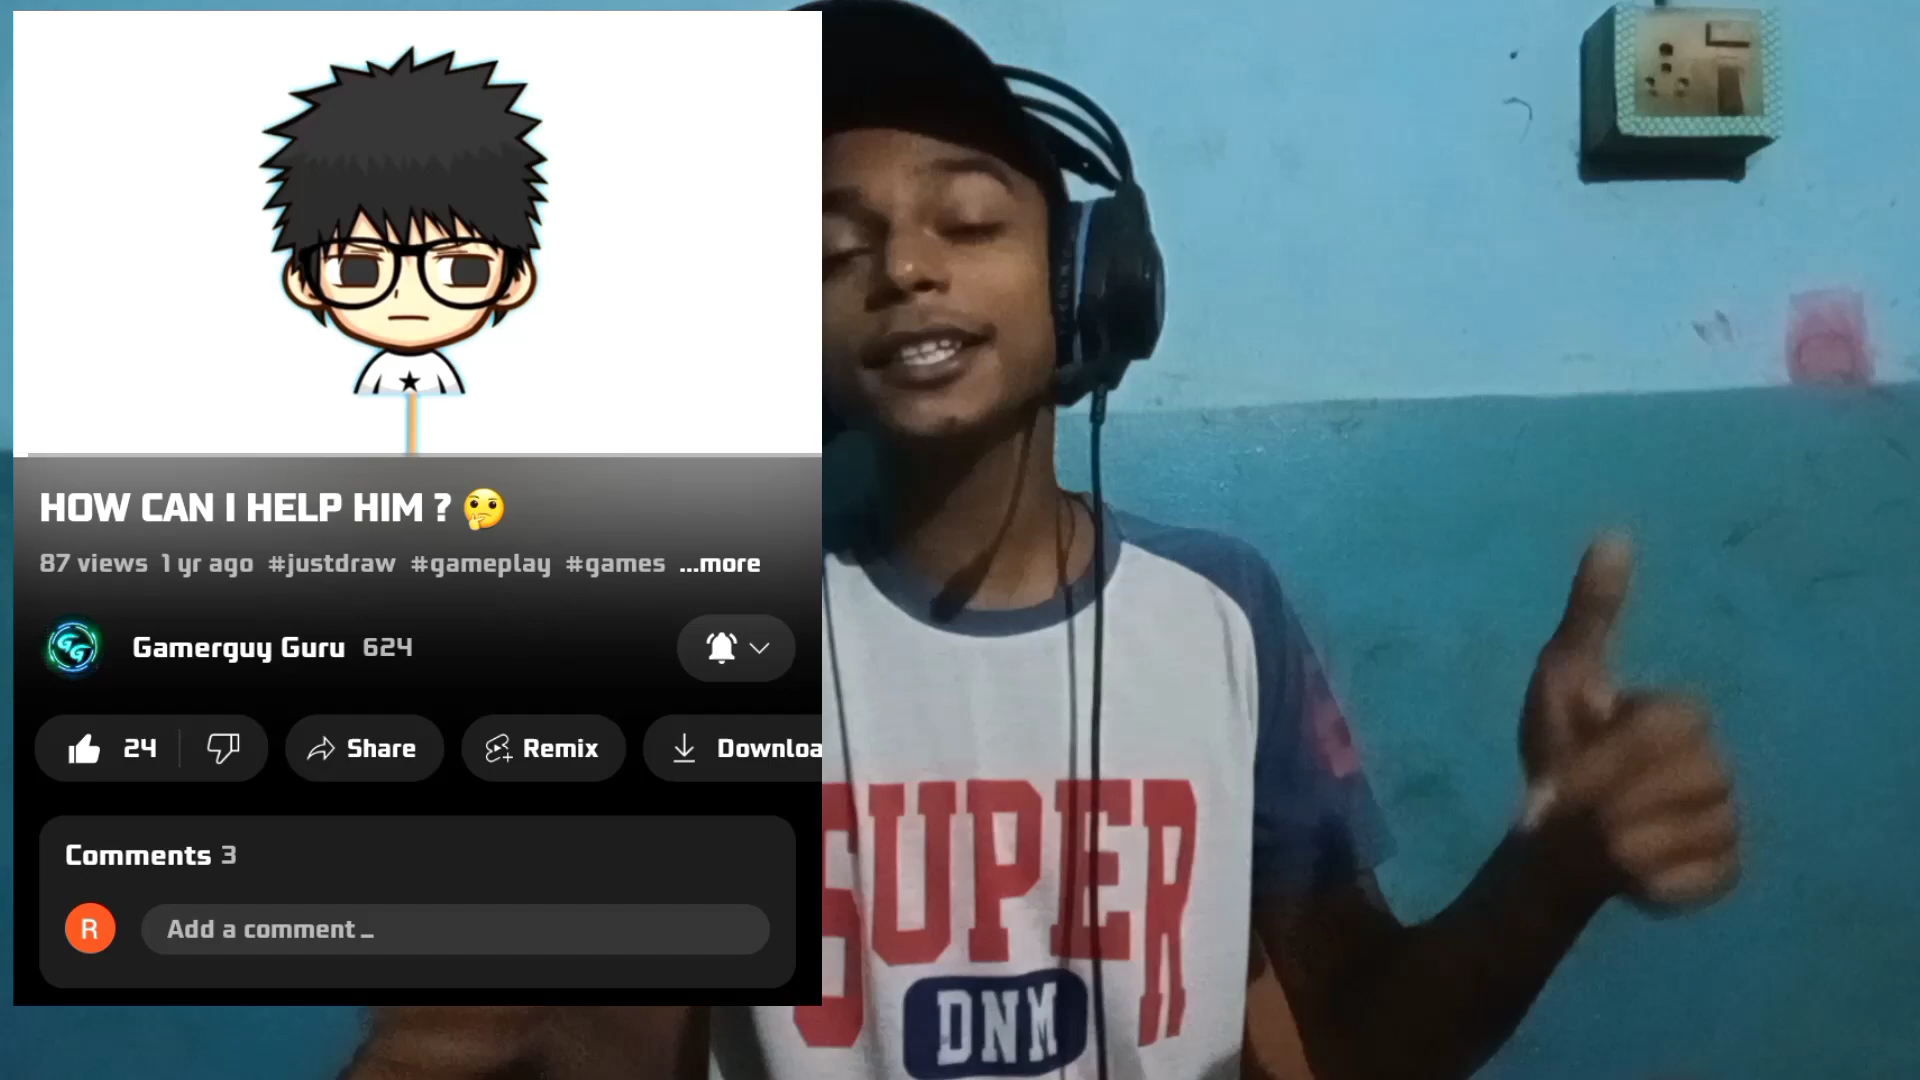 HOW CAN I HELP HIM ? 🤔
87 views 1 yr ago #justdraw #gameplay #games ...more
GG
Gamerguy Guru 624
24 Share Remix Downloa
Comments 3
R Add a comment...
SUPER
DNM